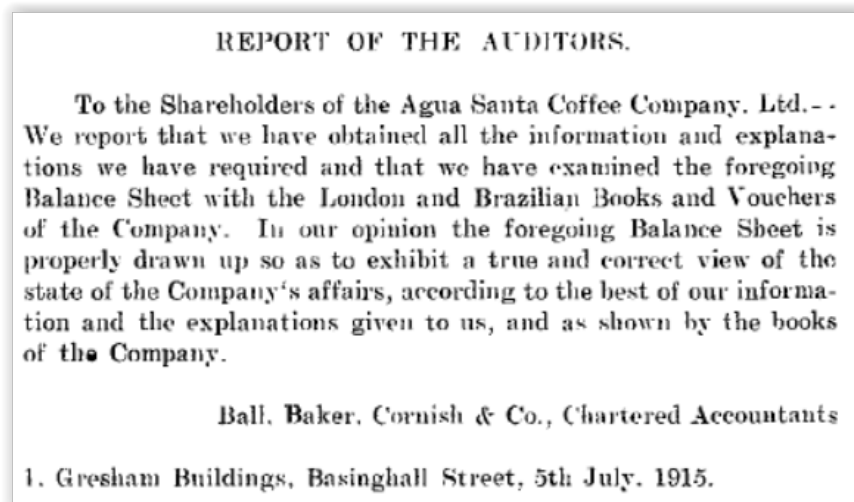 REPORT OF THE AUDITORS.
To the Shareholders of the Agua Santa Coffee Company. Ltd.--
We report that we have obtained all the information and explana-
tions we have required and that we have examined the foregoing
Balance Sheet with the London and Brazilian Books and Vouchers
of the Company. In our opinion the foregoing Balance Sheet is
properly drawn up so as to exhibit a true and correct view of the
state of the Company's affairs, according to the best of our informa-
tion and the explanations given to us, and as shown by the books
of the Company.
Ball. Baker. Cornish & Co., Chartered Accountants
1. Gresham Buildings, Basinghall Street, 5th July. 1915.